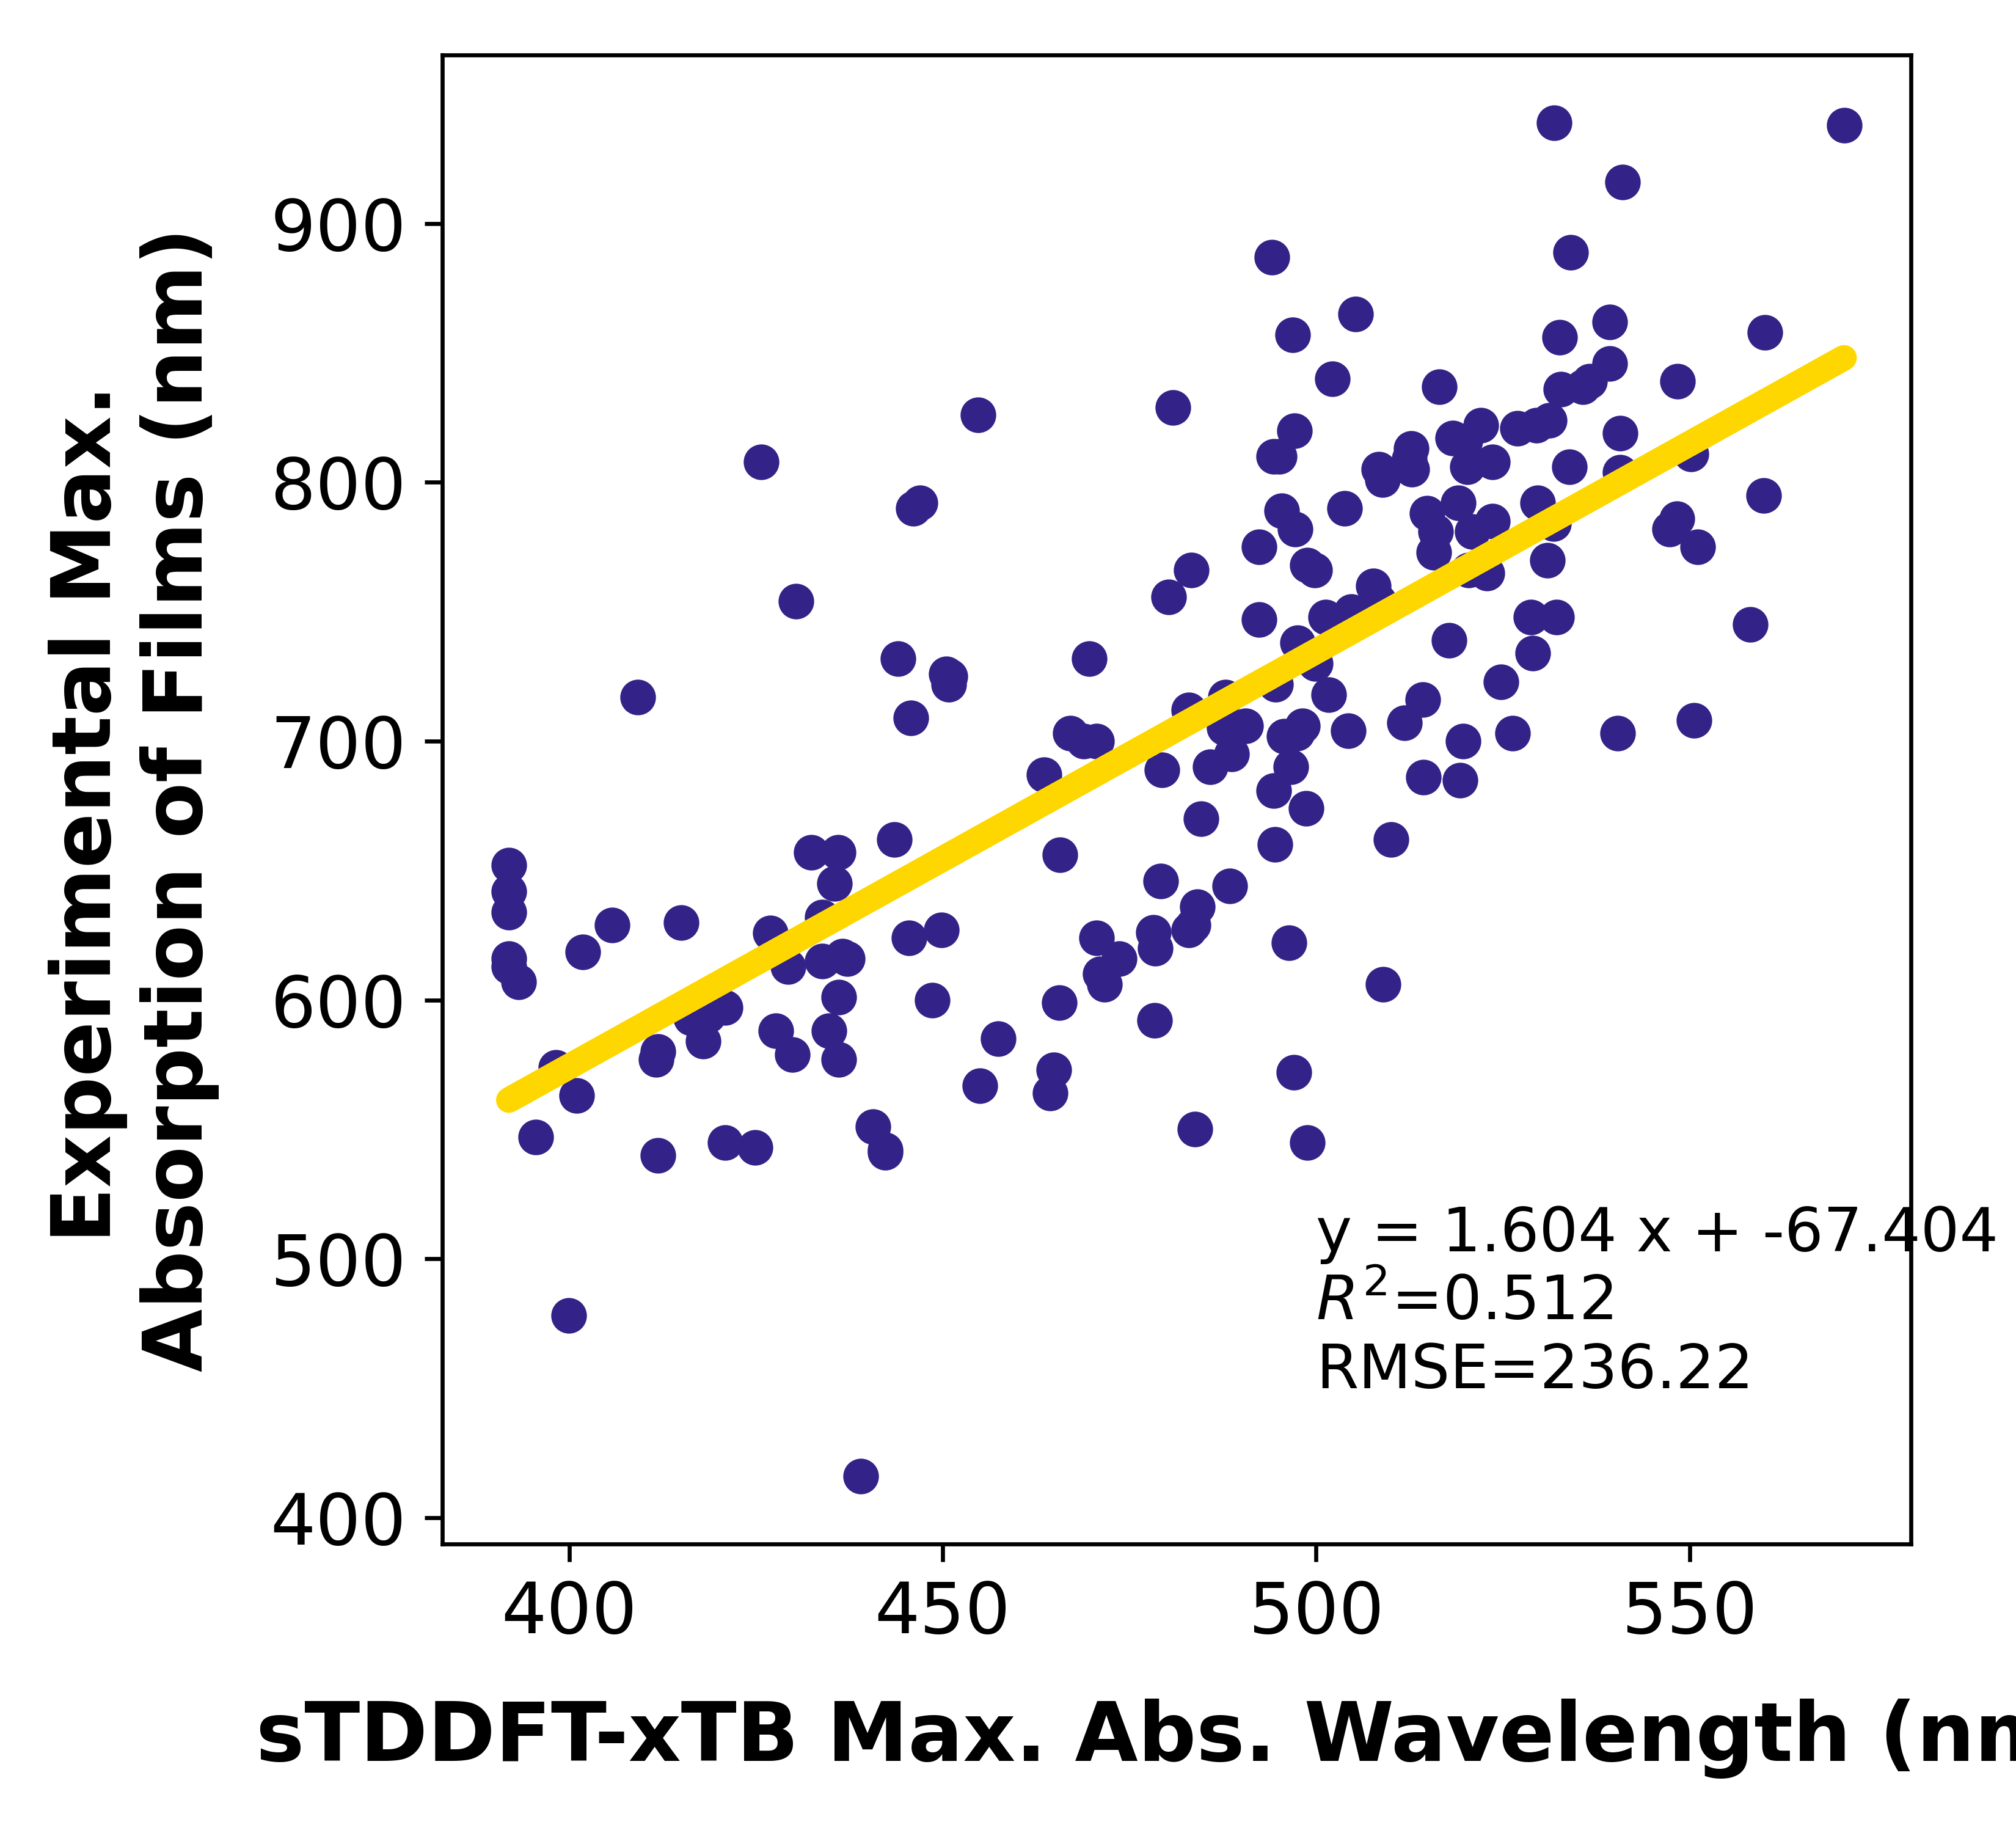 Experimental Max.
Absorption of Films (nm)
900
800
700
600
500
400
y = 1.604 x + -67.404
R²=0.512
RMSE=236.22
400 450 500 550
sTDDFT-xTB Max. Abs. Wavelength (nm